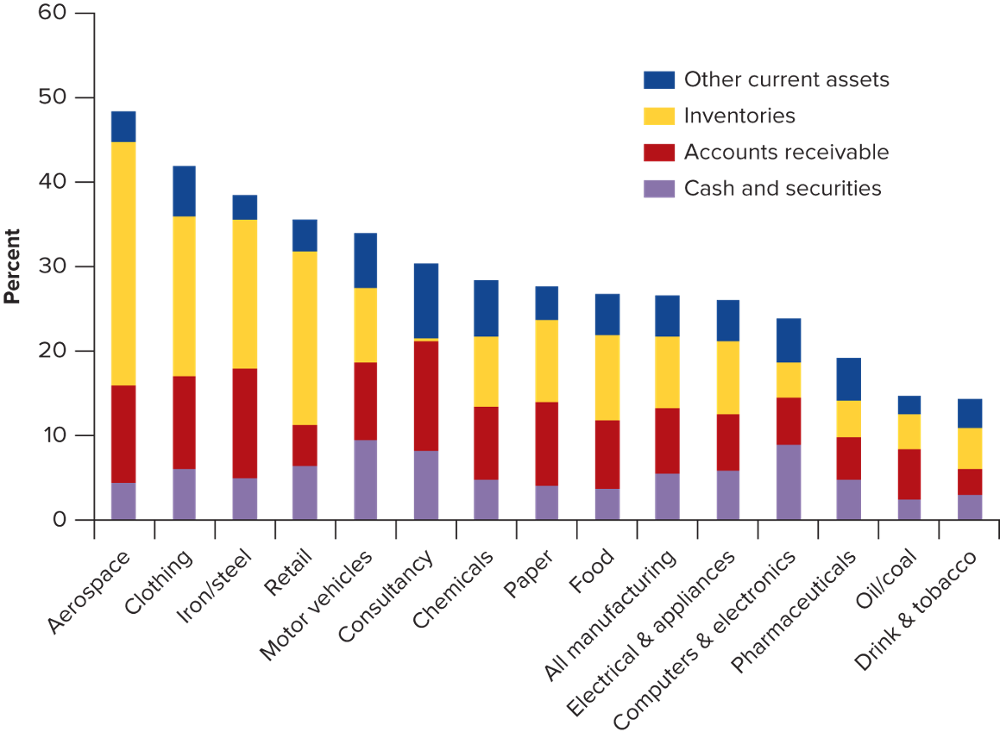 60
50
40
30
20
10
0
Percent
Other current assets
Inventories
Accounts receivable
Cash and securities
Aerospace
Clothing
Iron/steel
Retail
Motor vehicles
Consultancy
Chemicals
Paper
Food
All manufacturing
Electrical & appliances
Computers & electronics
Pharmaceuticals
Oil/coal
Drink & tobacco